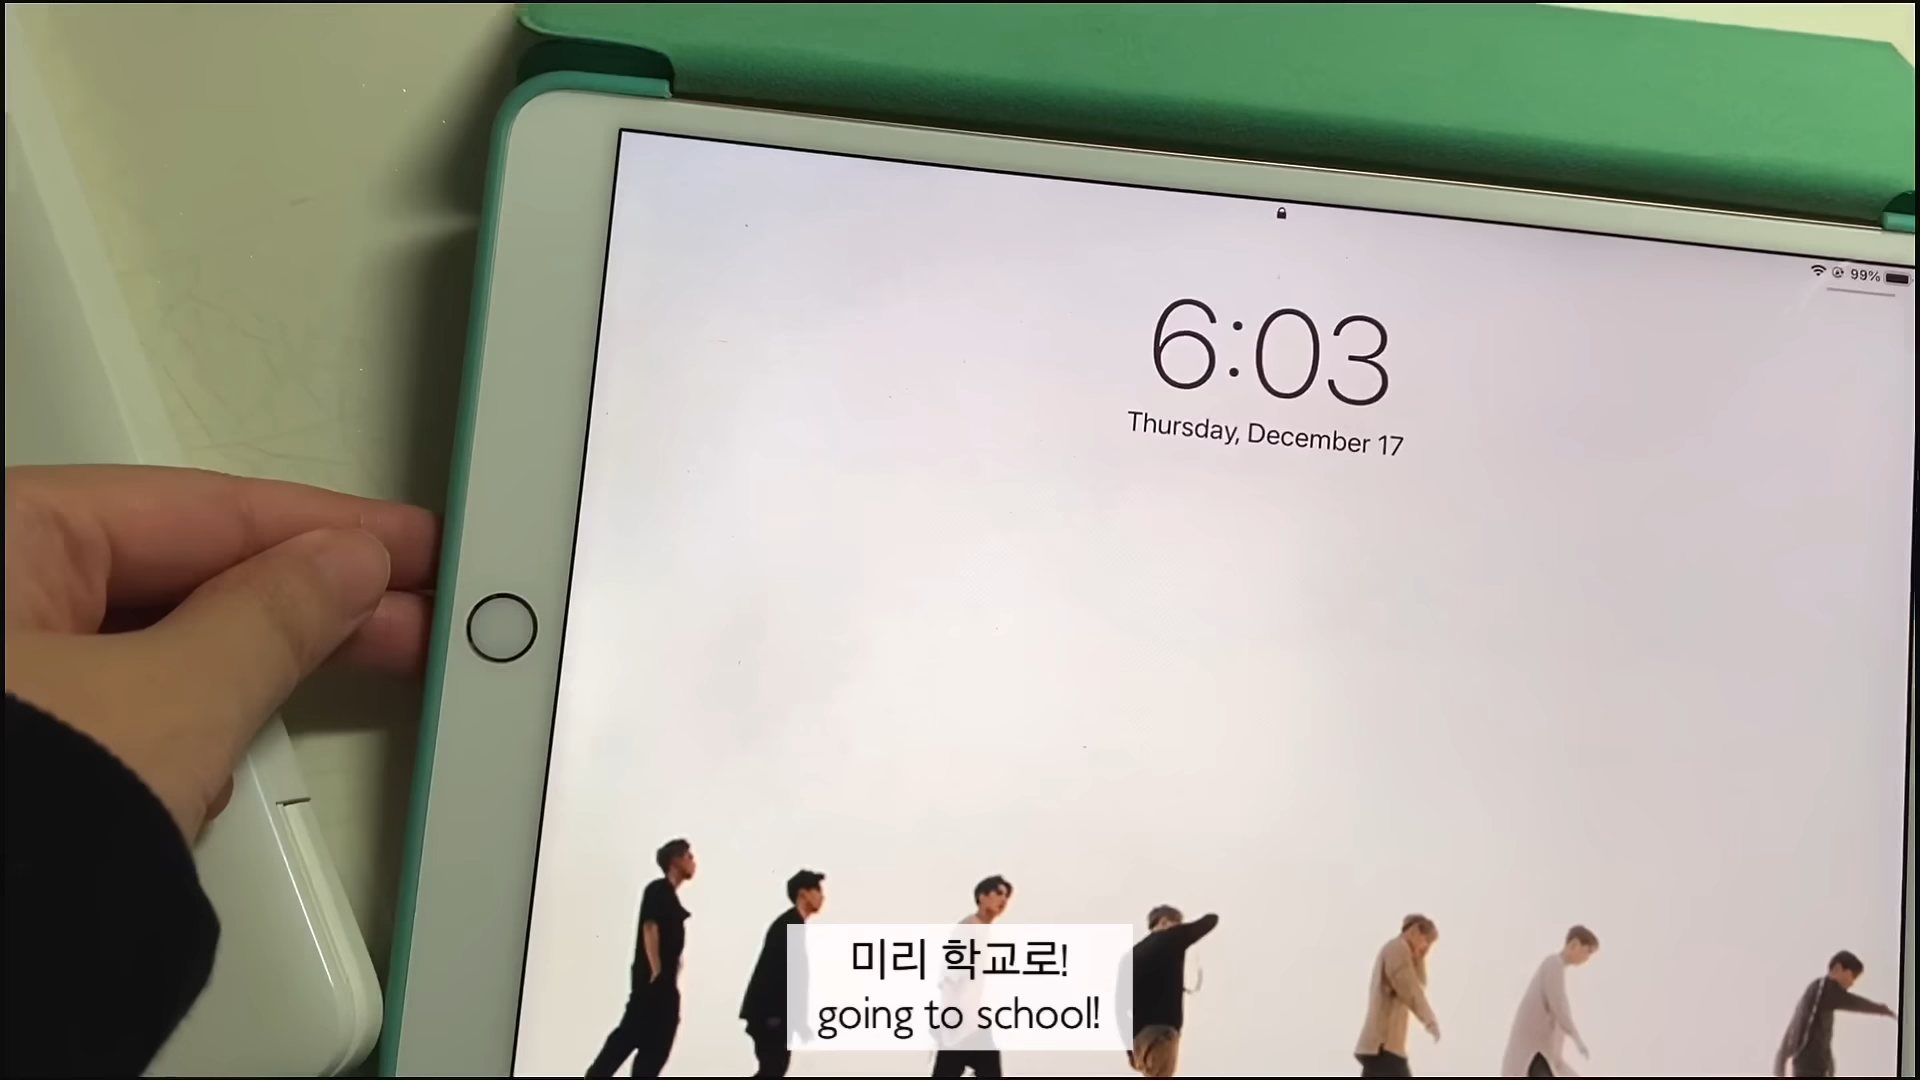 99%
6:03
Thursday, December 17
미리 학교로!
going to school!